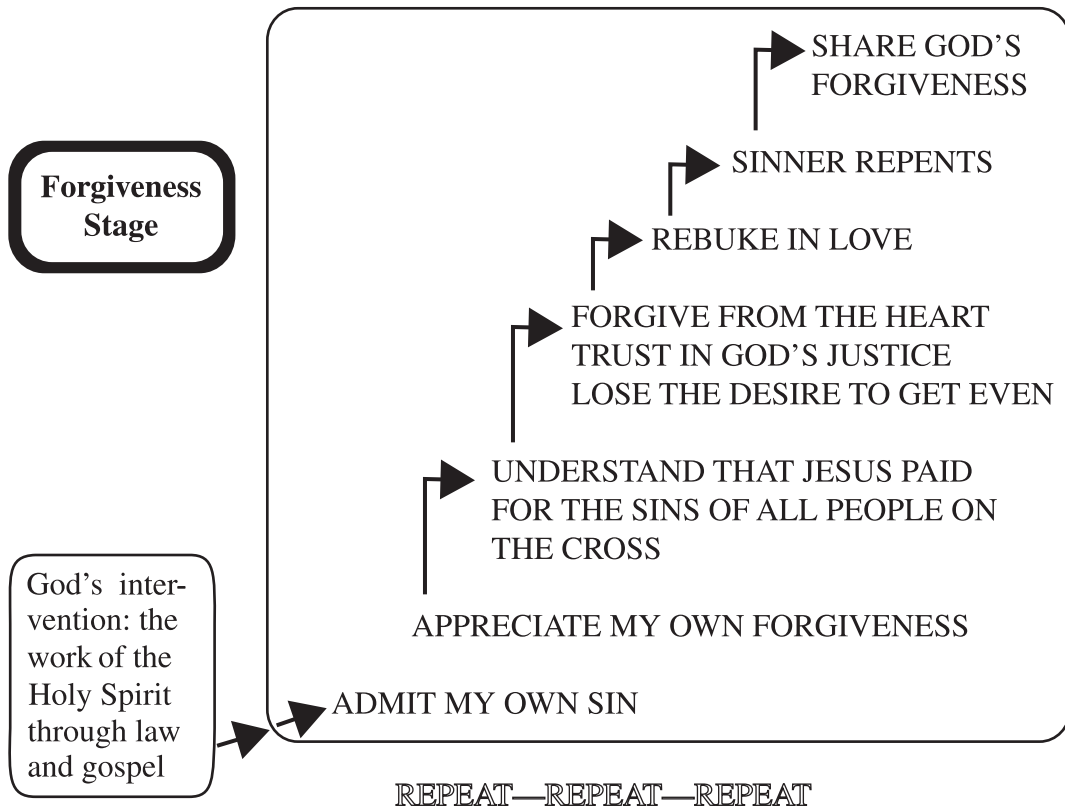 SHARE GOD'S
FORGIVENESS
SINNER REPENTS
Forgiveness
Stage
REBUKE IN LOVE
FORGIVE FROM THE HEART
TRUST IN GOD'S JUSTICE
LOSE THE DESIRE TO GET EVEN
UNDERSTAND THAT JESUS PAID
FOR THE SINS OF ALL PEOPLE ON
THE CROSS
APPRECIATE MY OWN FORGIVENESS
God's inter-
vention: the
work of the
Holy Spirit
through law
and gospel
ADMIT MY OWN SIN
REPEAT—REPEAT—REPEAT